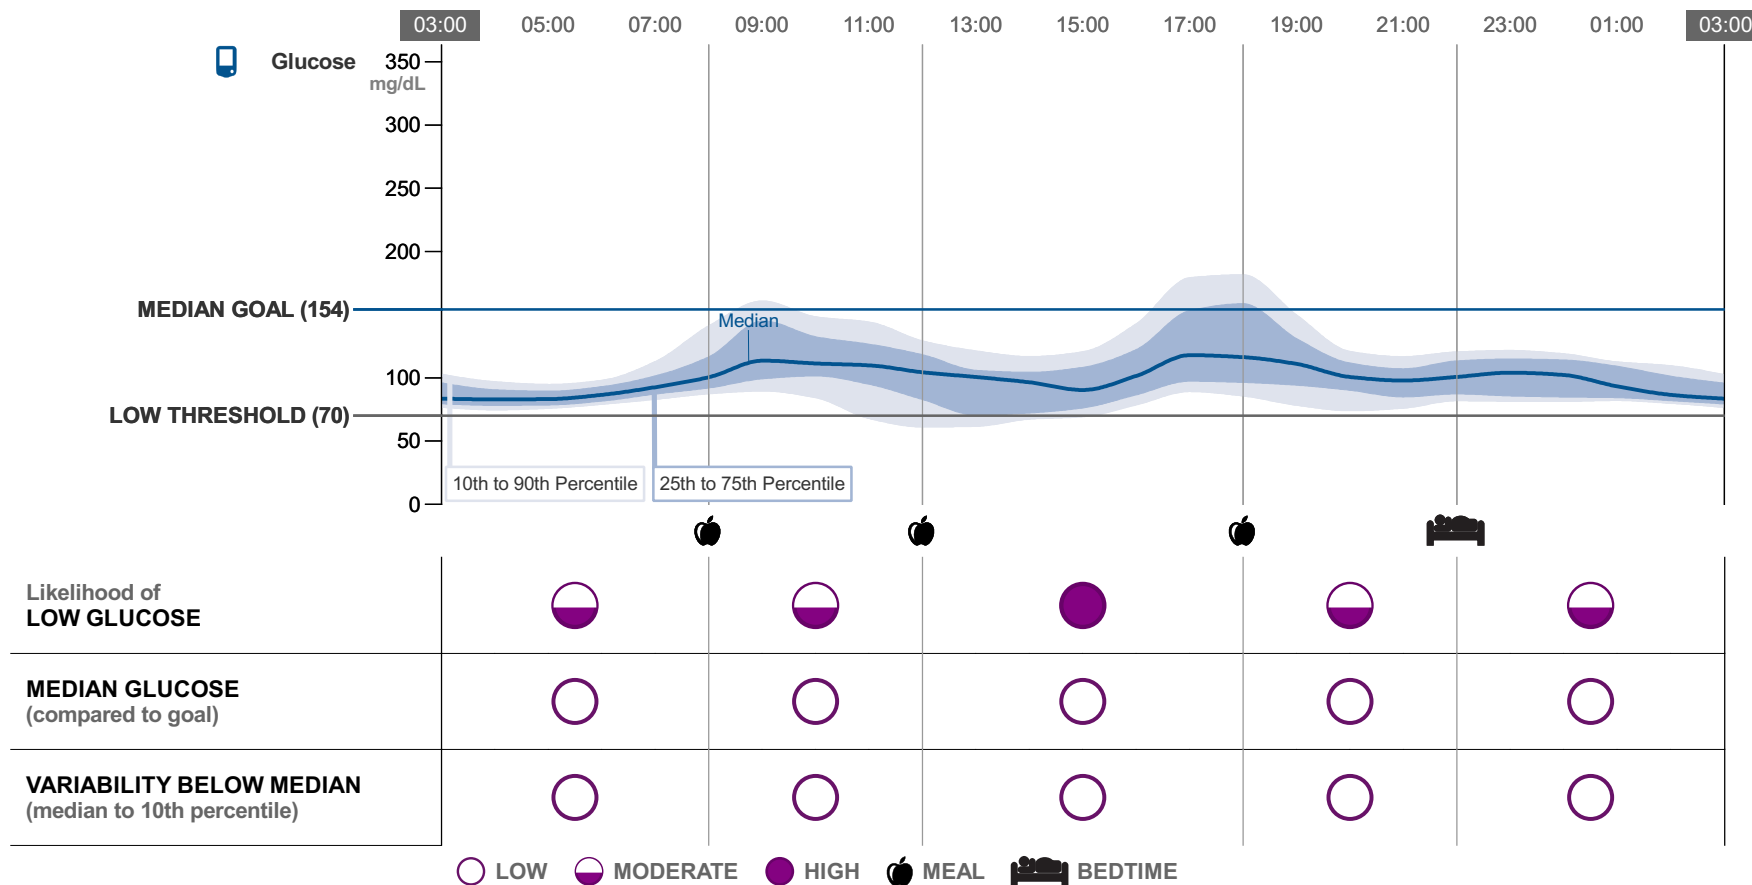 03:00 05:00 07:00 09:00 11:00 13:00 15:00 17:00 19:00 21:00 23:00 01:00 03:00
Glucose 350
mg/dL
300
250
200
MEDIAN GOAL (154)
Median
100
LOW THRESHOLD (70)
50
10th to 90th Percentile 25th to 75th Percentile
0
Likelihood of
LOW GLUCOSE
MEDIAN GLUCOSE
(compared to goal)
VARIABILITY BELOW MEDIAN
(median to 10th percentile)
LOW MODERATE HIGH MEAL BEDTIME